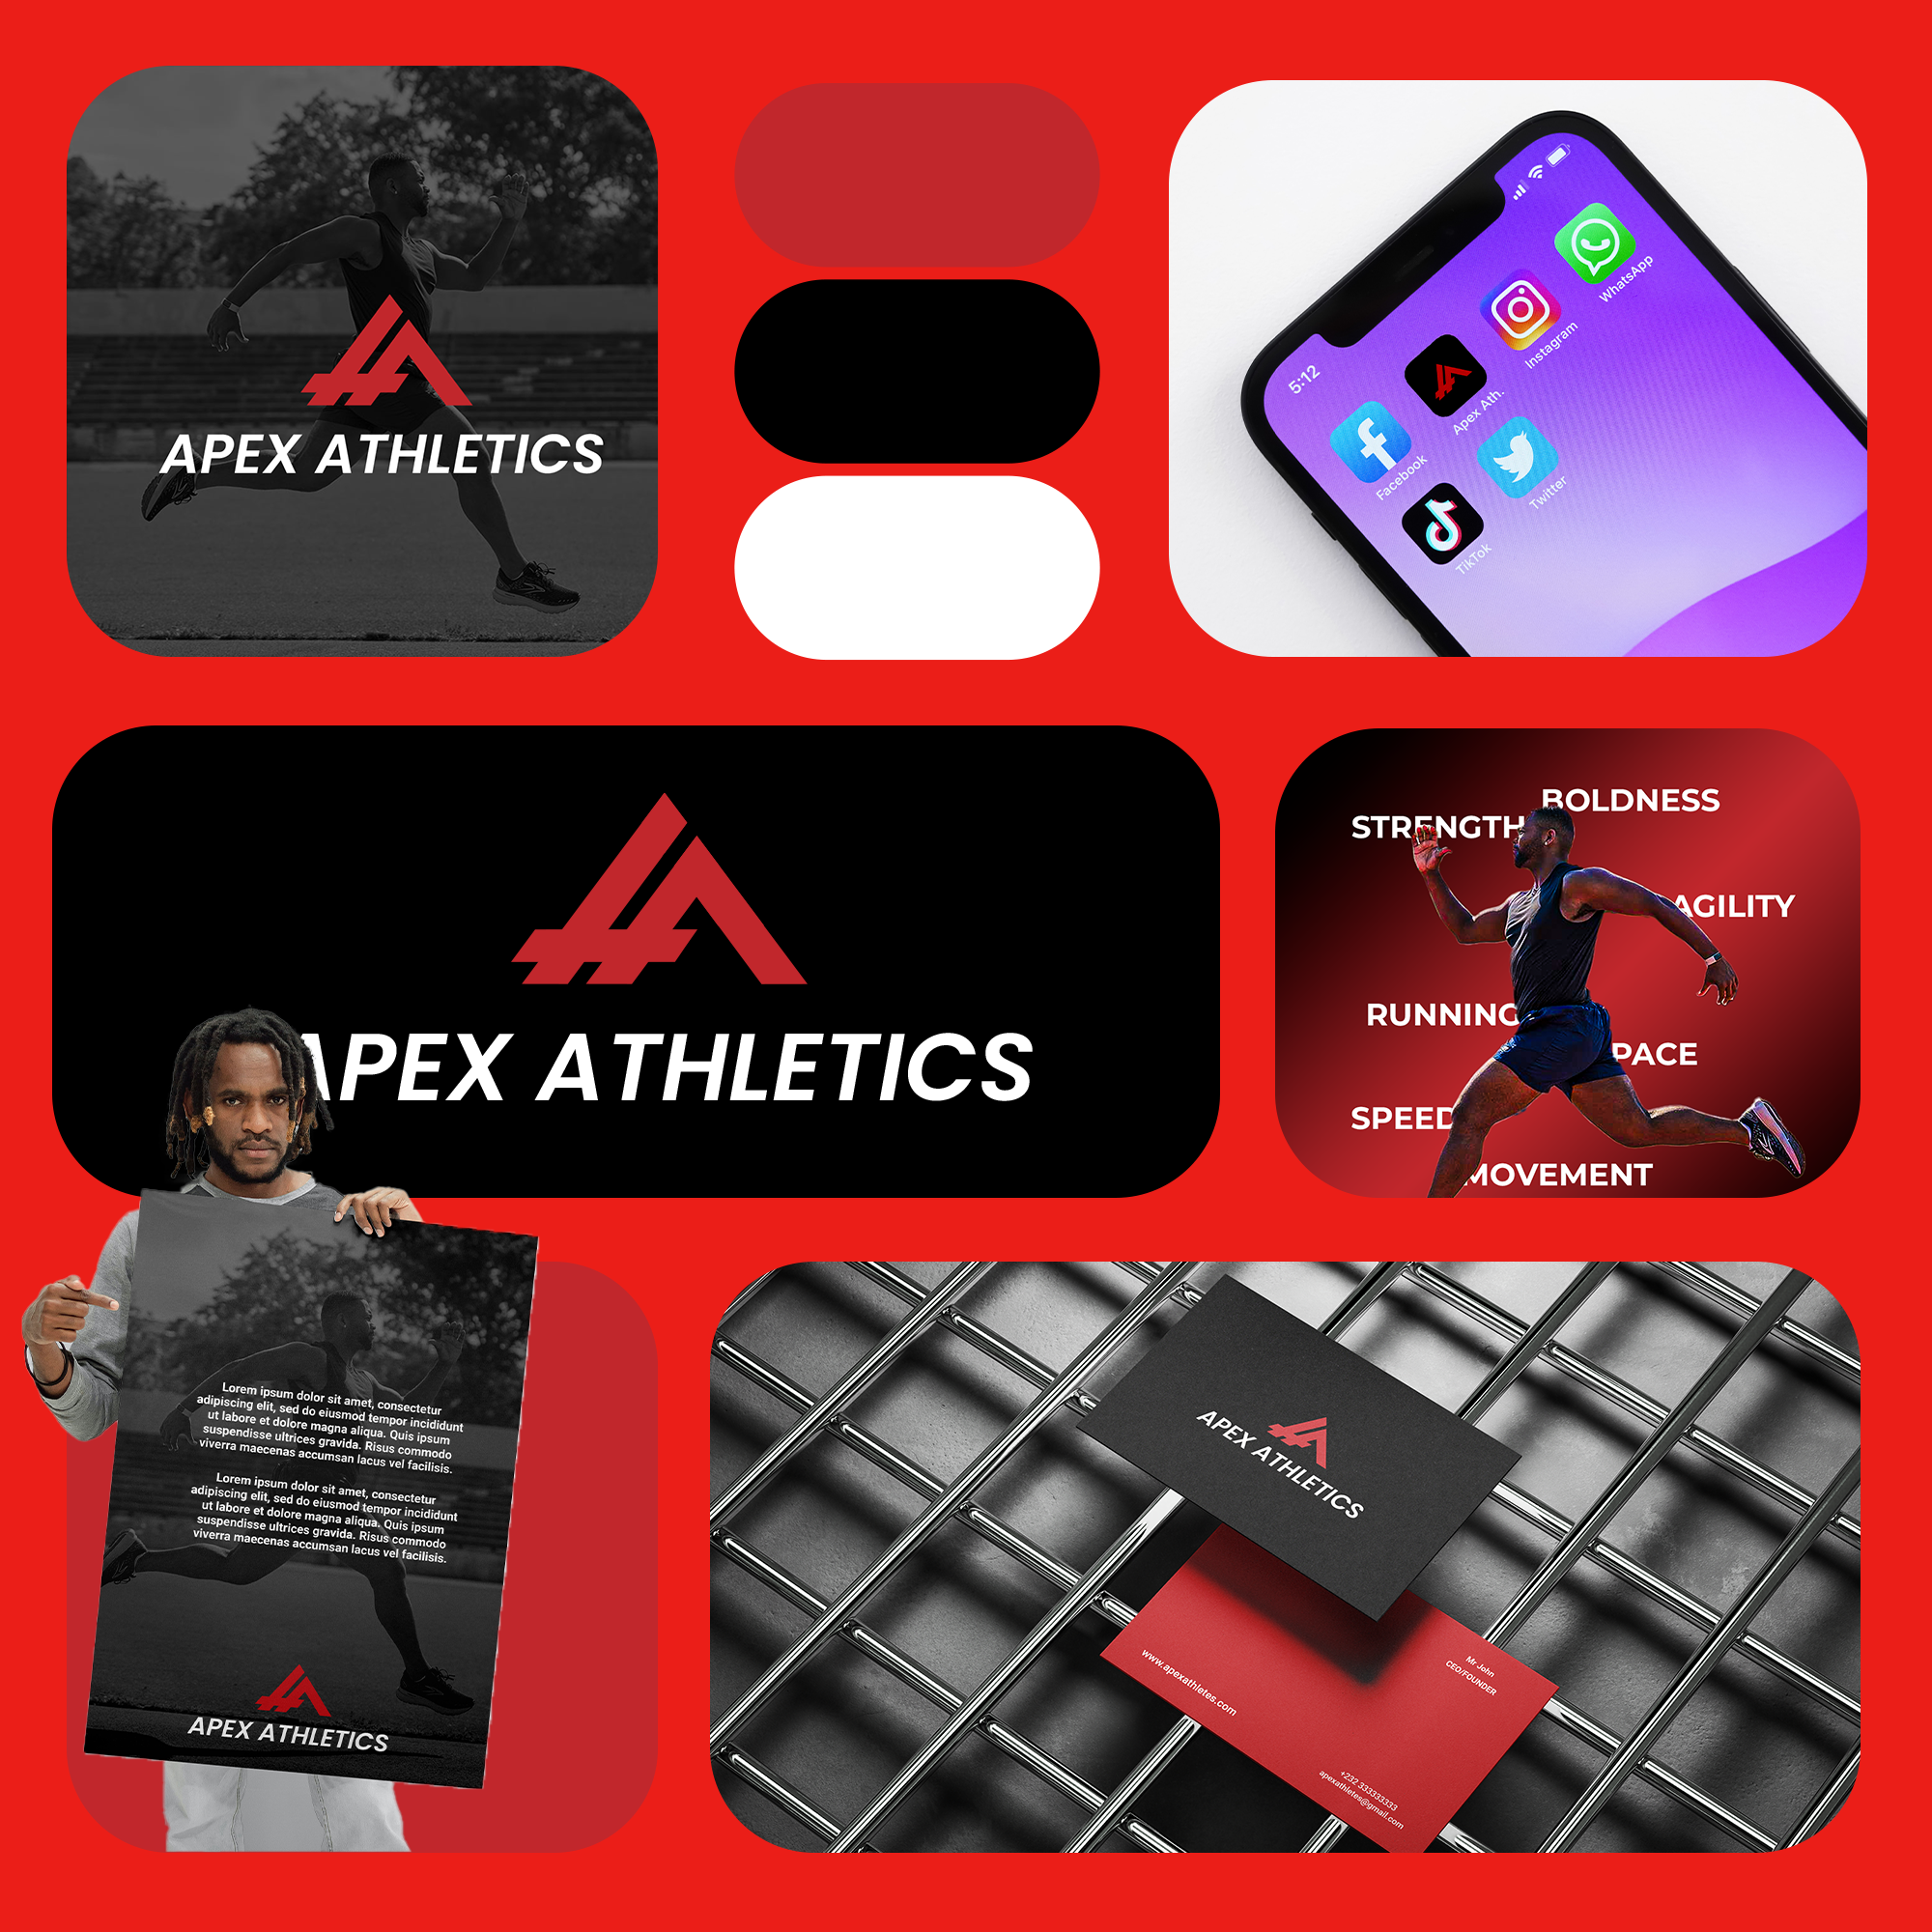 APEX ATHLETICS
5:12
WhatsApp
Instagram
Apex Ath.
Facebook
Twitter
TikTok
APEX ATHLETICS
BOLDNESS
STRENGTH
AGILITY
RUNNING
PACE
SPEED
MOVEMENT
Lorem ipsum dolor sit amet, consectetur
adipiscing elit, sed do eiusmod tempor incididunt
ut labore et dolore magna aliqua. Quis ipsum
suspendisse ultrices gravida. Risus commodo
viverra maecenas accumsan lacus vel facilisis.
Lorem ipsum dolor sit amet, consectetur
adipiscing elit, sed do eiusmod tempor incididunt
ut labore et dolore magna aliqua. Quis ipsum
suspendisse ultrices gravida. Risus commodo
viverra maecenas accumsan lacus vel facilisis.
APEX ATHLETICS
APEX ATHLETICS
Mr John
CEO/FOUNDER
www.apexathletes.com
+232 333333333
apexathletes@gmail.com